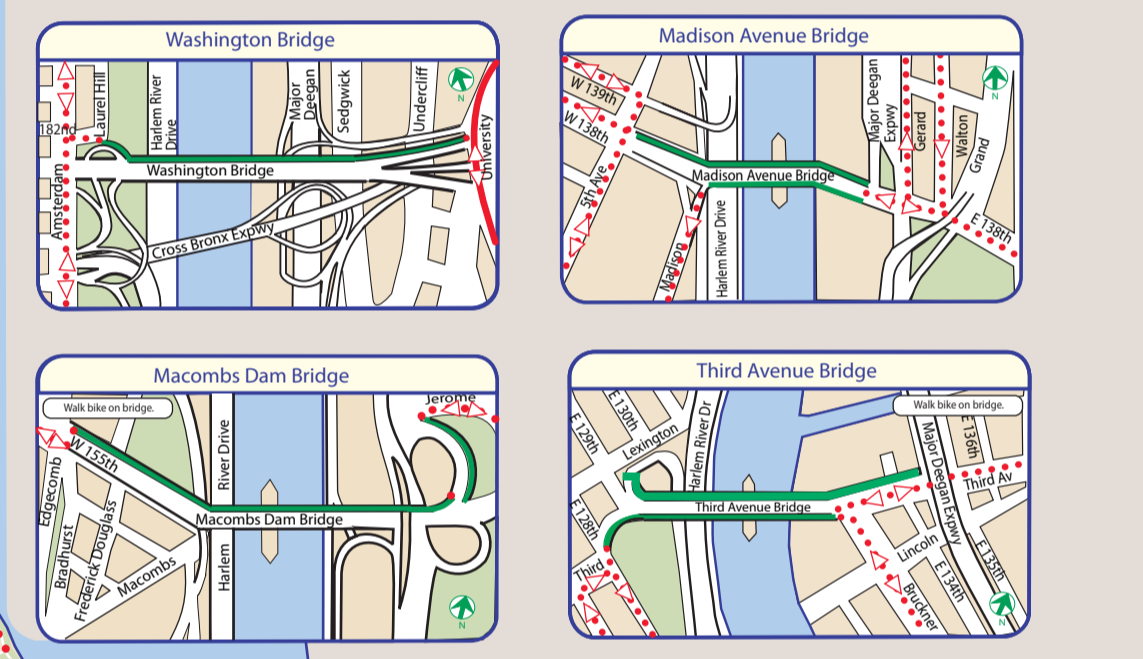 Washington Bridge
182nd
Laurel Hill
Harlem River
Drive
Major
Deegan
Sedgwick
Undercliff
N
University
Washington Bridge
Amsterdam
Cross Bronx Expwy
Madison Avenue Bridge
W 139th
W 138th
5th Ave
Madison
Harlem River Drive
Madison Avenue Bridge
Major Deegan
Expwy
Gerard
Walton
Grand
N
E 138th
Macombs Dam Bridge
Walk bike on bridge.
Jerome
W 155th
Edgecomb
Bradhurst
Frederick Douglass
Macombs
River Drive
Harlem
Macombs Dam Bridge
N
Third Avenue Bridge
Walk bike on bridge.
E 130th
E 129th
Lexington
Harlem River Dr
E 128th
Third
Third Avenue Bridge
Major Deegan Expwy
E 136th
Third Av
Lincoln
E 134th
E 135th
Bruckner
N